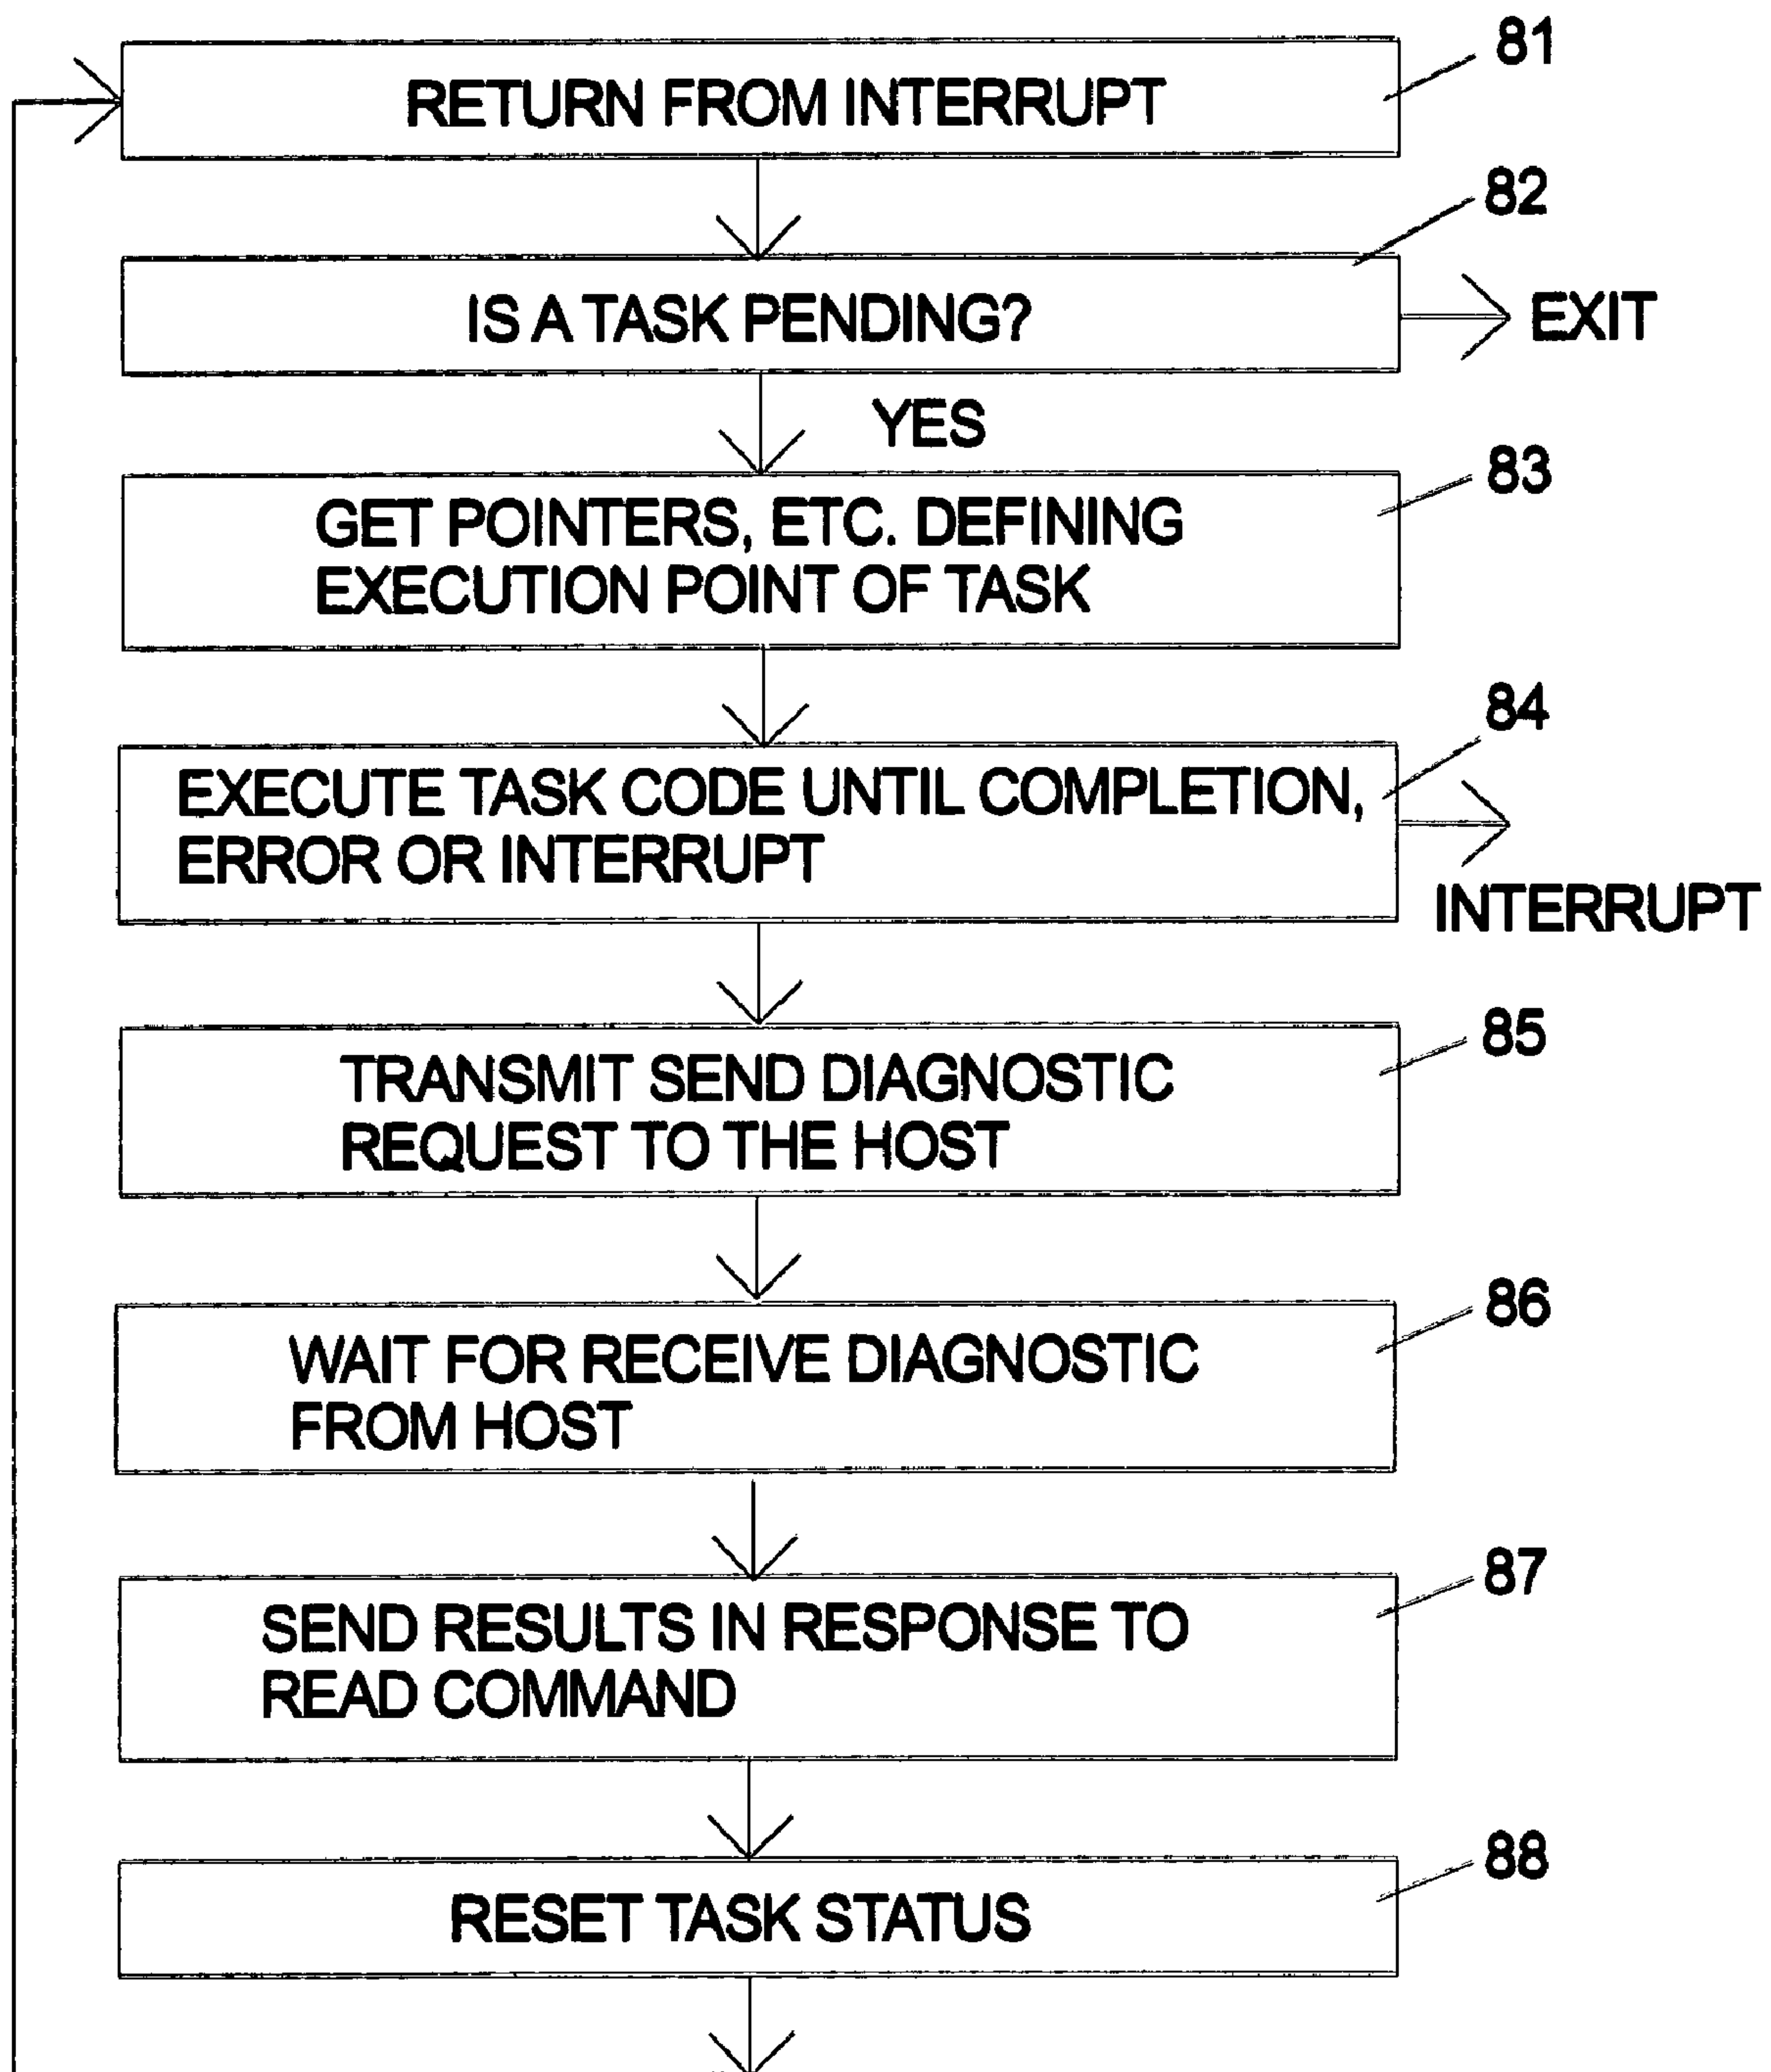 81
RETURN FROM INTERRUPT
82
IS A TASK PENDING?
EXIT
YES
83
GET POINTERS, ETC. DEFINING
EXECUTION POINT OF TASK
84
EXECUTE TASK CODE UNTIL COMPLETION,
ERROR OR INTERRUPT
INTERRUPT
85
TRANSMIT SEND DIAGNOSTIC
REQUEST TO THE HOST
86
WAIT FOR RECEIVE DIAGNOSTIC
FROM HOST
87
SEND RESULTS IN RESPONSE TO
READ COMMAND
88
RESET TASK STATUS